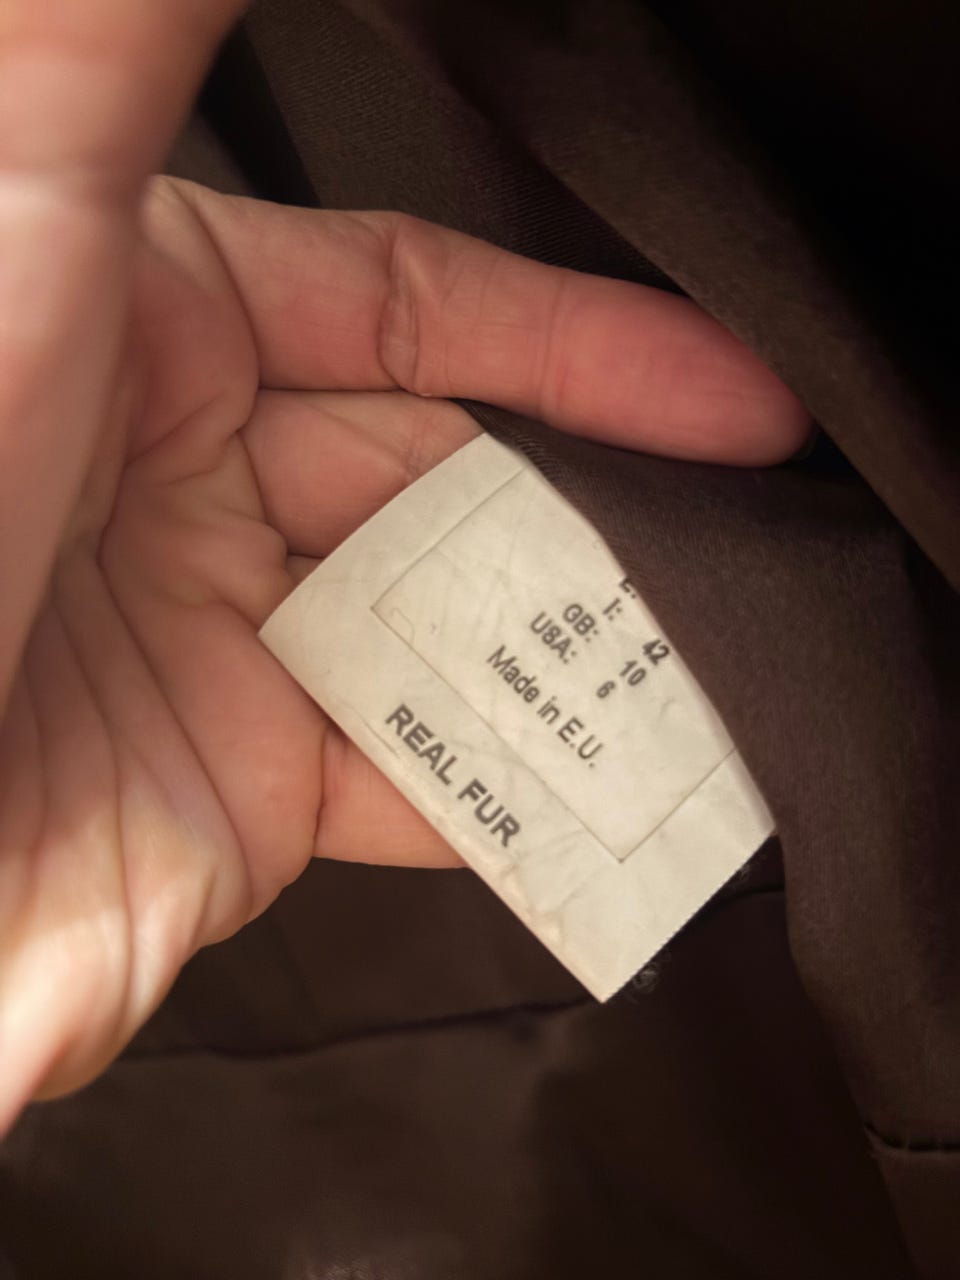 I: 42
GB: 10
USA: 6
Made in E.U.
REAL FUR